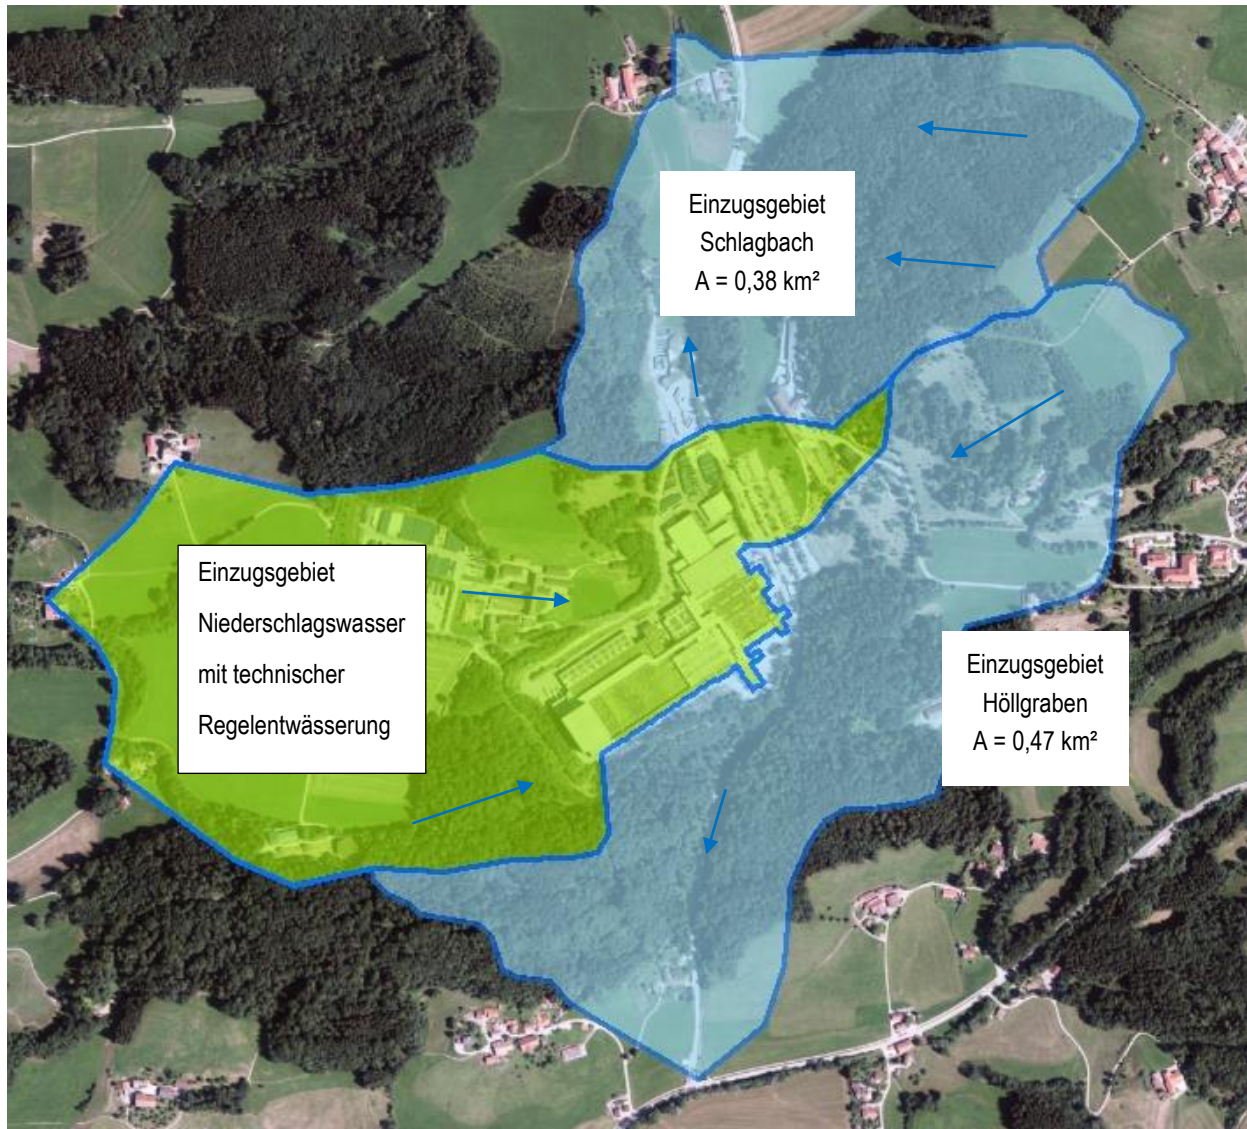 Einzugsgebiet
Schlagbach
A = 0,38 km²
Einzugsgebiet
Niederschlagswasser
mit technischer
Regelentwässerung
Einzugsgebiet
Höllgraben
A = 0,47 km²